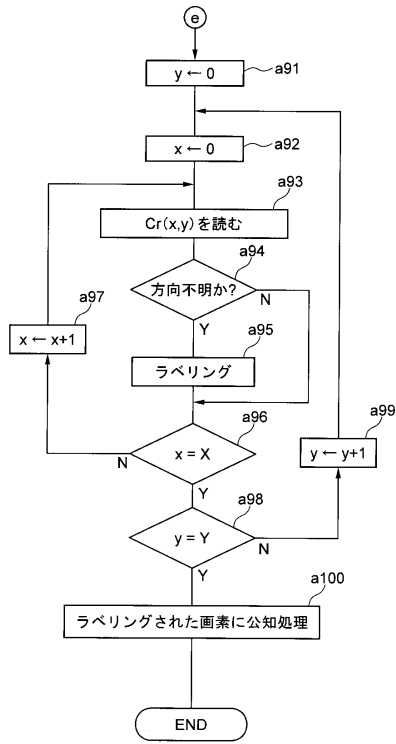 e
y ← 0
a91
x ← 0
a92
a93
Cr(x,y)を読む
a94
方向不明か?
N
Y
a97
x ← x+1
a95
ラベリング
a96
x = X
N
Y
a99
y ← y+1
a98
y = Y
N
Y
a100
ラベリングされた画素に公知処理
END